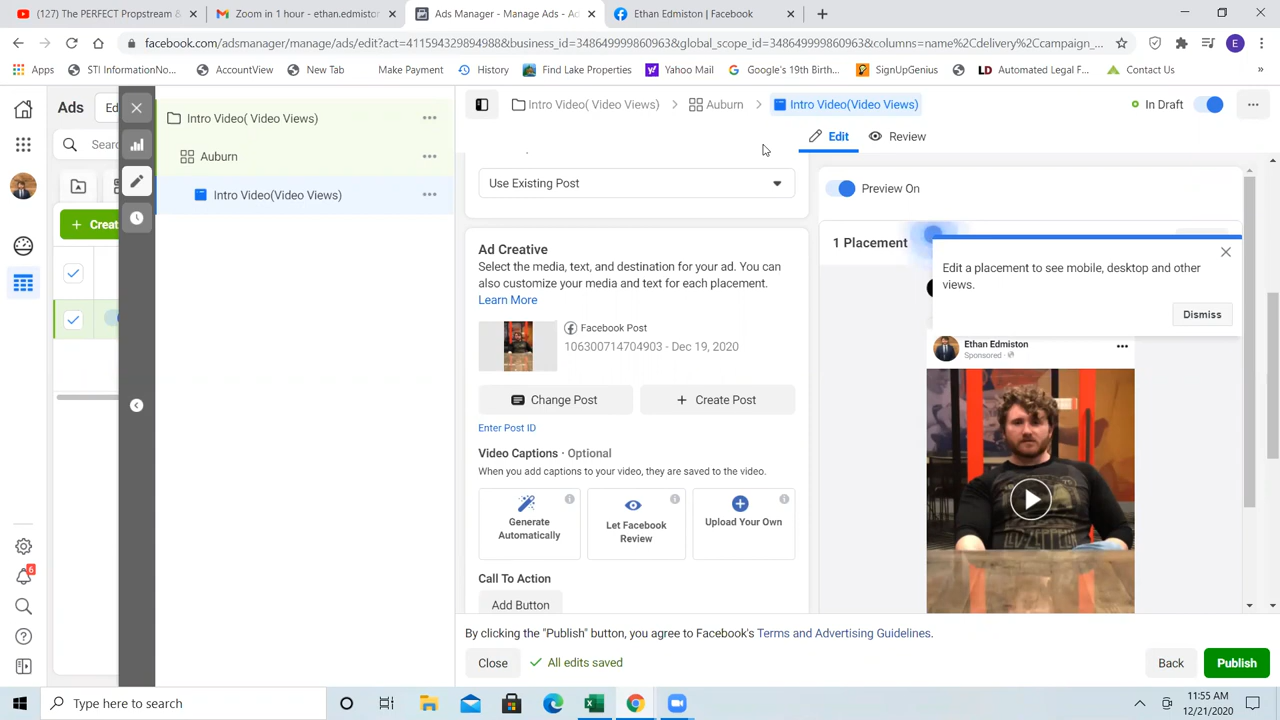 (107) The PERFECT Propstream &
Zoom in 1 hour - ethan.edmistor
Ads Manager - Manage Ads - Ad
Ethan Edmiston | Facebook
facebook.com/adsmanager/manage/ads/edit?act=411594329894988&business_id=348649999860963&global_scope_id=348649999860963&columns=name%2Cdelivery%2Ccampaign_...
E
Apps
STI InformationNo...
AccountView
New Tab
Make Payment
History
Find Lake Properties
Yahoo Mail
Google's 19th Birth...
SignUpGenius
LD Automated Legal F...
Contact Us
»
Ads
Ed
Searc
+ Creat
Intro Video( Video Views)
Auburn
Intro Video(Video Views)
Intro Video( Video Views) > Auburn > Intro Video(Video Views)
In Draft
Edit
Review
Use Existing Post
Ad Creative
Select the media, text, and destination for your ad. You can
also customize your media and text for each placement.
Learn More
Facebook Post
106300714704903 - Dec 19, 2020
Change Post
+ Create Post
Enter Post ID
Video Captions · Optional
When you add captions to your video, they are saved to the video.
Generate
Automatically
Let Facebook
Review
Upload Your Own
Call To Action
Add Button
Preview On
1 Placement
Edit a placement to see mobile, desktop and other
views.
Dismiss
Ethan Edmiston
Sponsored ·
LED-ZEPPELIN
By clicking the "Publish" button, you agree to Facebook's Terms and Advertising Guidelines.
Close
All edits saved
Back
Publish
6
Type here to search
11:55 AM
12/21/2020